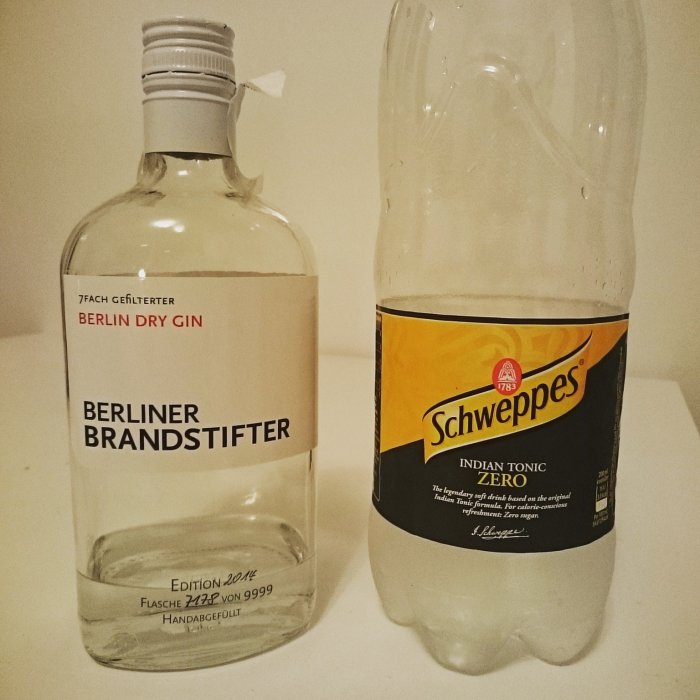 7FACH GEFILTERTER
BERLIN DRY GIN
BERLINER
BRANDSTIFTER
EDITION 2014
FLASCHE 7178 VON 9999
HANDABGEFÜLLT
1783
Schweppes
INDIAN TONIC
ZERO
The legendary soft drink based on the original
Indian Tonic formula. For calorie-conscious
refreshment: Zero sugar.
J. Schweppe